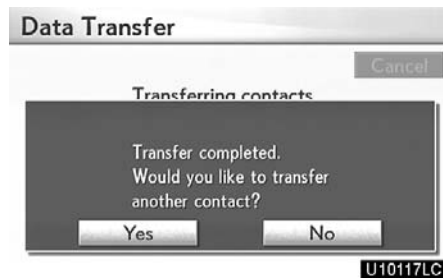 Data Transfer
Cancel
Transferring contacts
Transfer completed.
Would you like to transfer
another contact?
Yes No
U10117LC